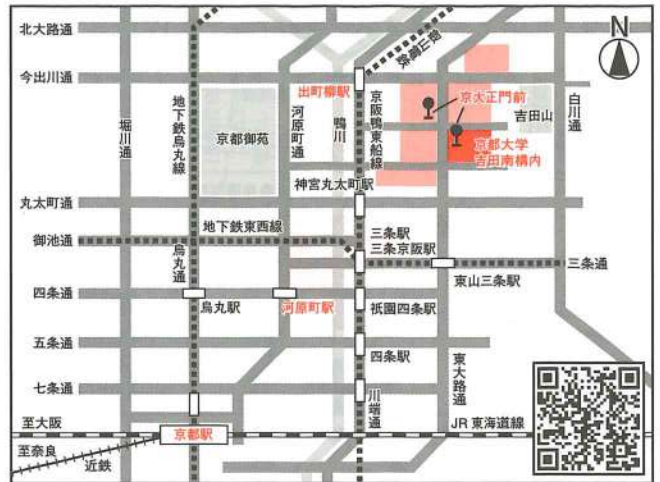 北大路通
今出川通
丸太町通
御池通
四条通
五条通
七条通
至大阪
至奈良
近鉄
堀川通
地下鉄烏丸線
烏丸通
京都御苑
河原町通
鴨川
出町柳駅
叡山電鉄
京阪鴨東船線
神宮丸太町駅
地下鉄東西線
三条駅
三条京阪駅
東山三条駅
三条通
烏丸駅
河原町駅
祇園四条駅
四条駅
川端通
東大路通
京都駅
JR東海道線
京大正門前
京都大学
吉田南構内
吉田山
白川通
N